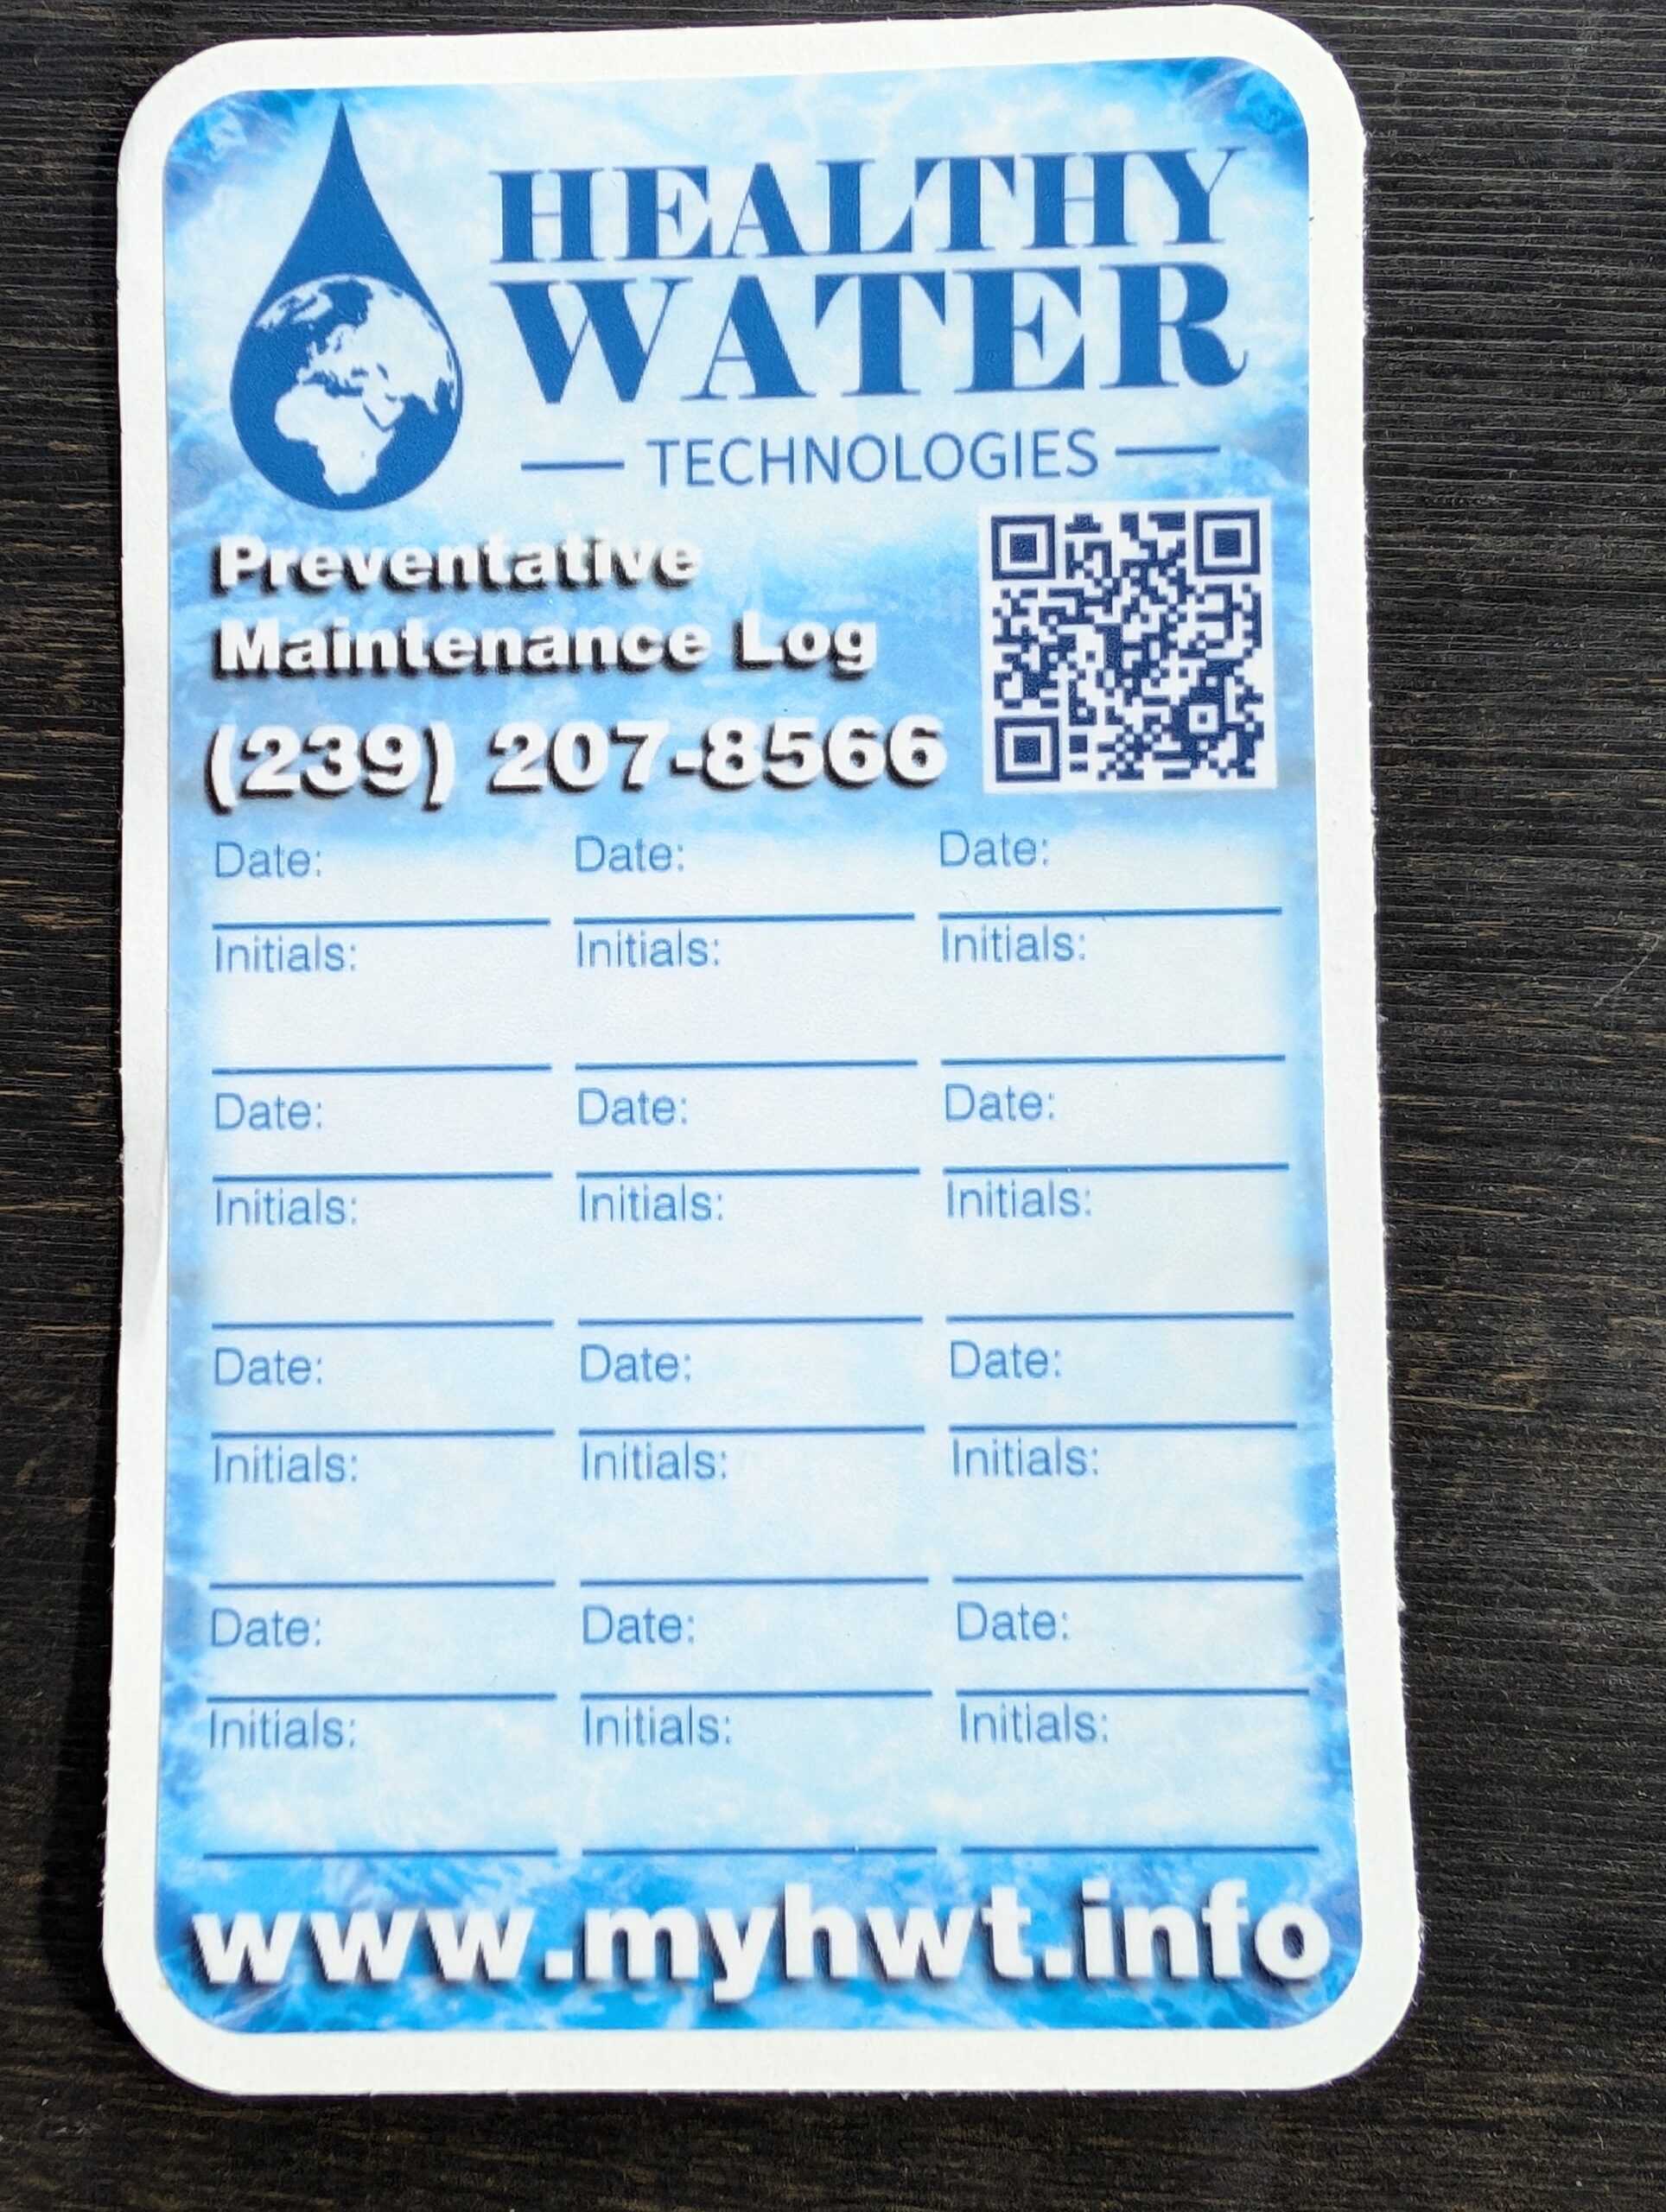 HEALTHY
WATER
TECHNOLOGIES
Preventative
Maintenance Log
(239) 207-8566
Date: Date: Date:
Initials: Initials: Initials:
Date: Date: Date:
Initials: Initials: Initials:
Date: Date: Date:
Initials: Initials: Initials:
Date: Date: Date:
Initials: Initials: Initials:
www.myhwt.info